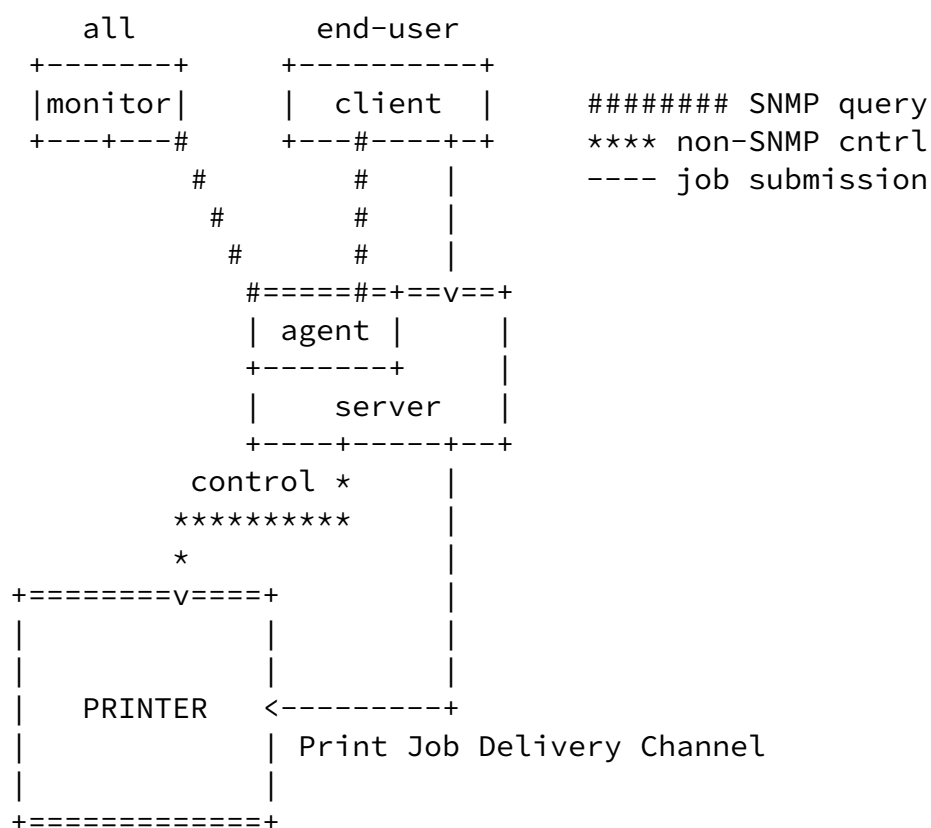 all end-user
monitor client ######## SNMP query
**** non-SNMP cntrl
---- job submission
agent
server
control *
PRINTER
Print Job Delivery Channel